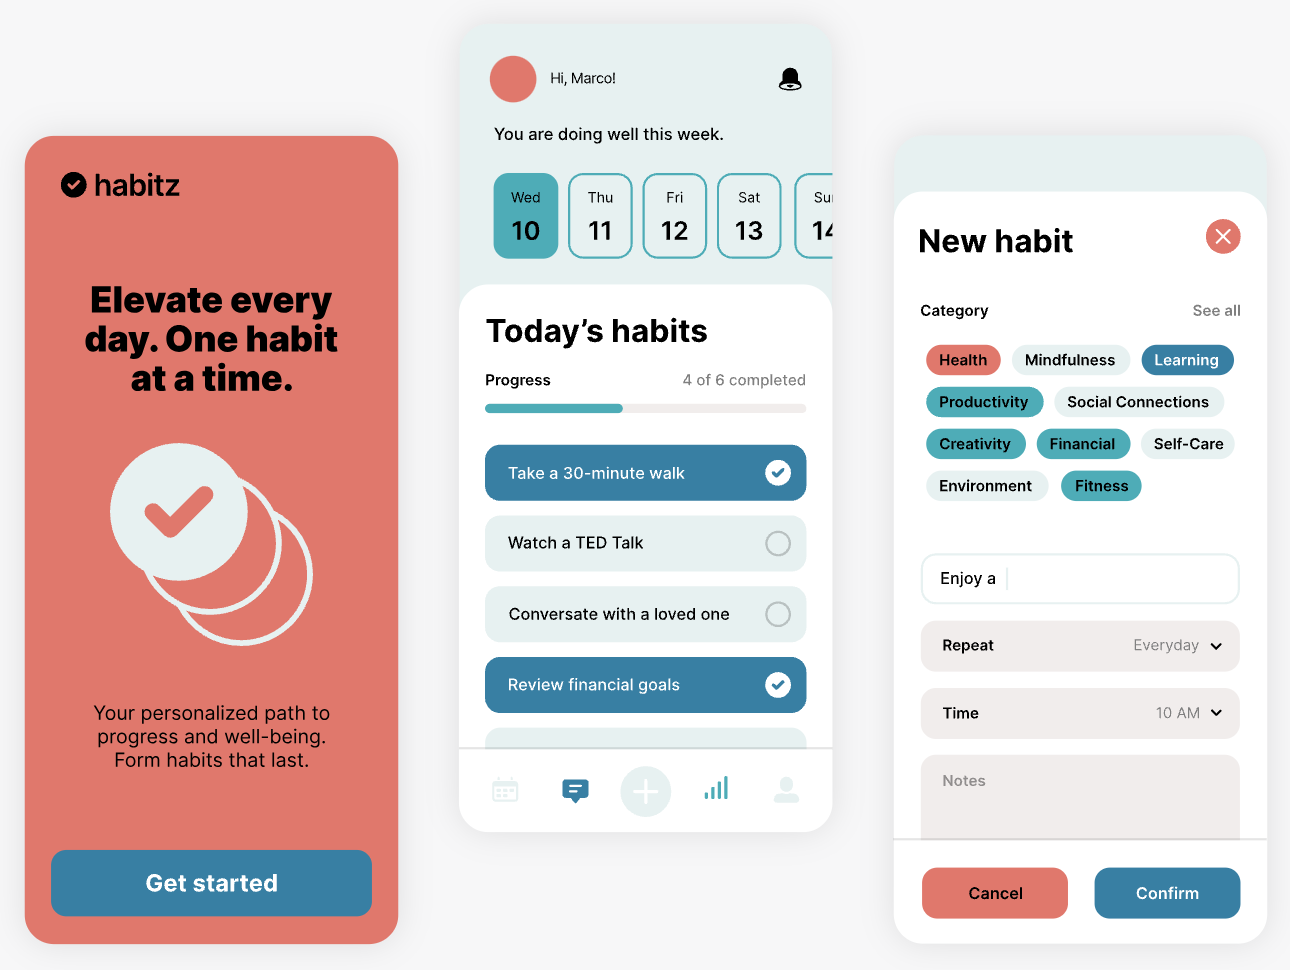 habitz
Elevate every
day. One habit
at a time.
Your personalized path to
progress and well-being.
Form habits that last.
Get started
Hi, Marco!
You are doing well this week.
Wed Thu Fri Sat
10 11 12 13
Today’s habits
Progress 4 of 6 completed
Take a 30-minute walk
Watch a TED Talk
Conversate with a loved one
Review financial goals
New habit
Category See all
Health Mindfulness Learning
Productivity Social Connections
Creativity Financial Self-Care
Environment Fitness
Enjoy a
Repeat Everyday
Time 10 AM
Notes
Cancel Confirm